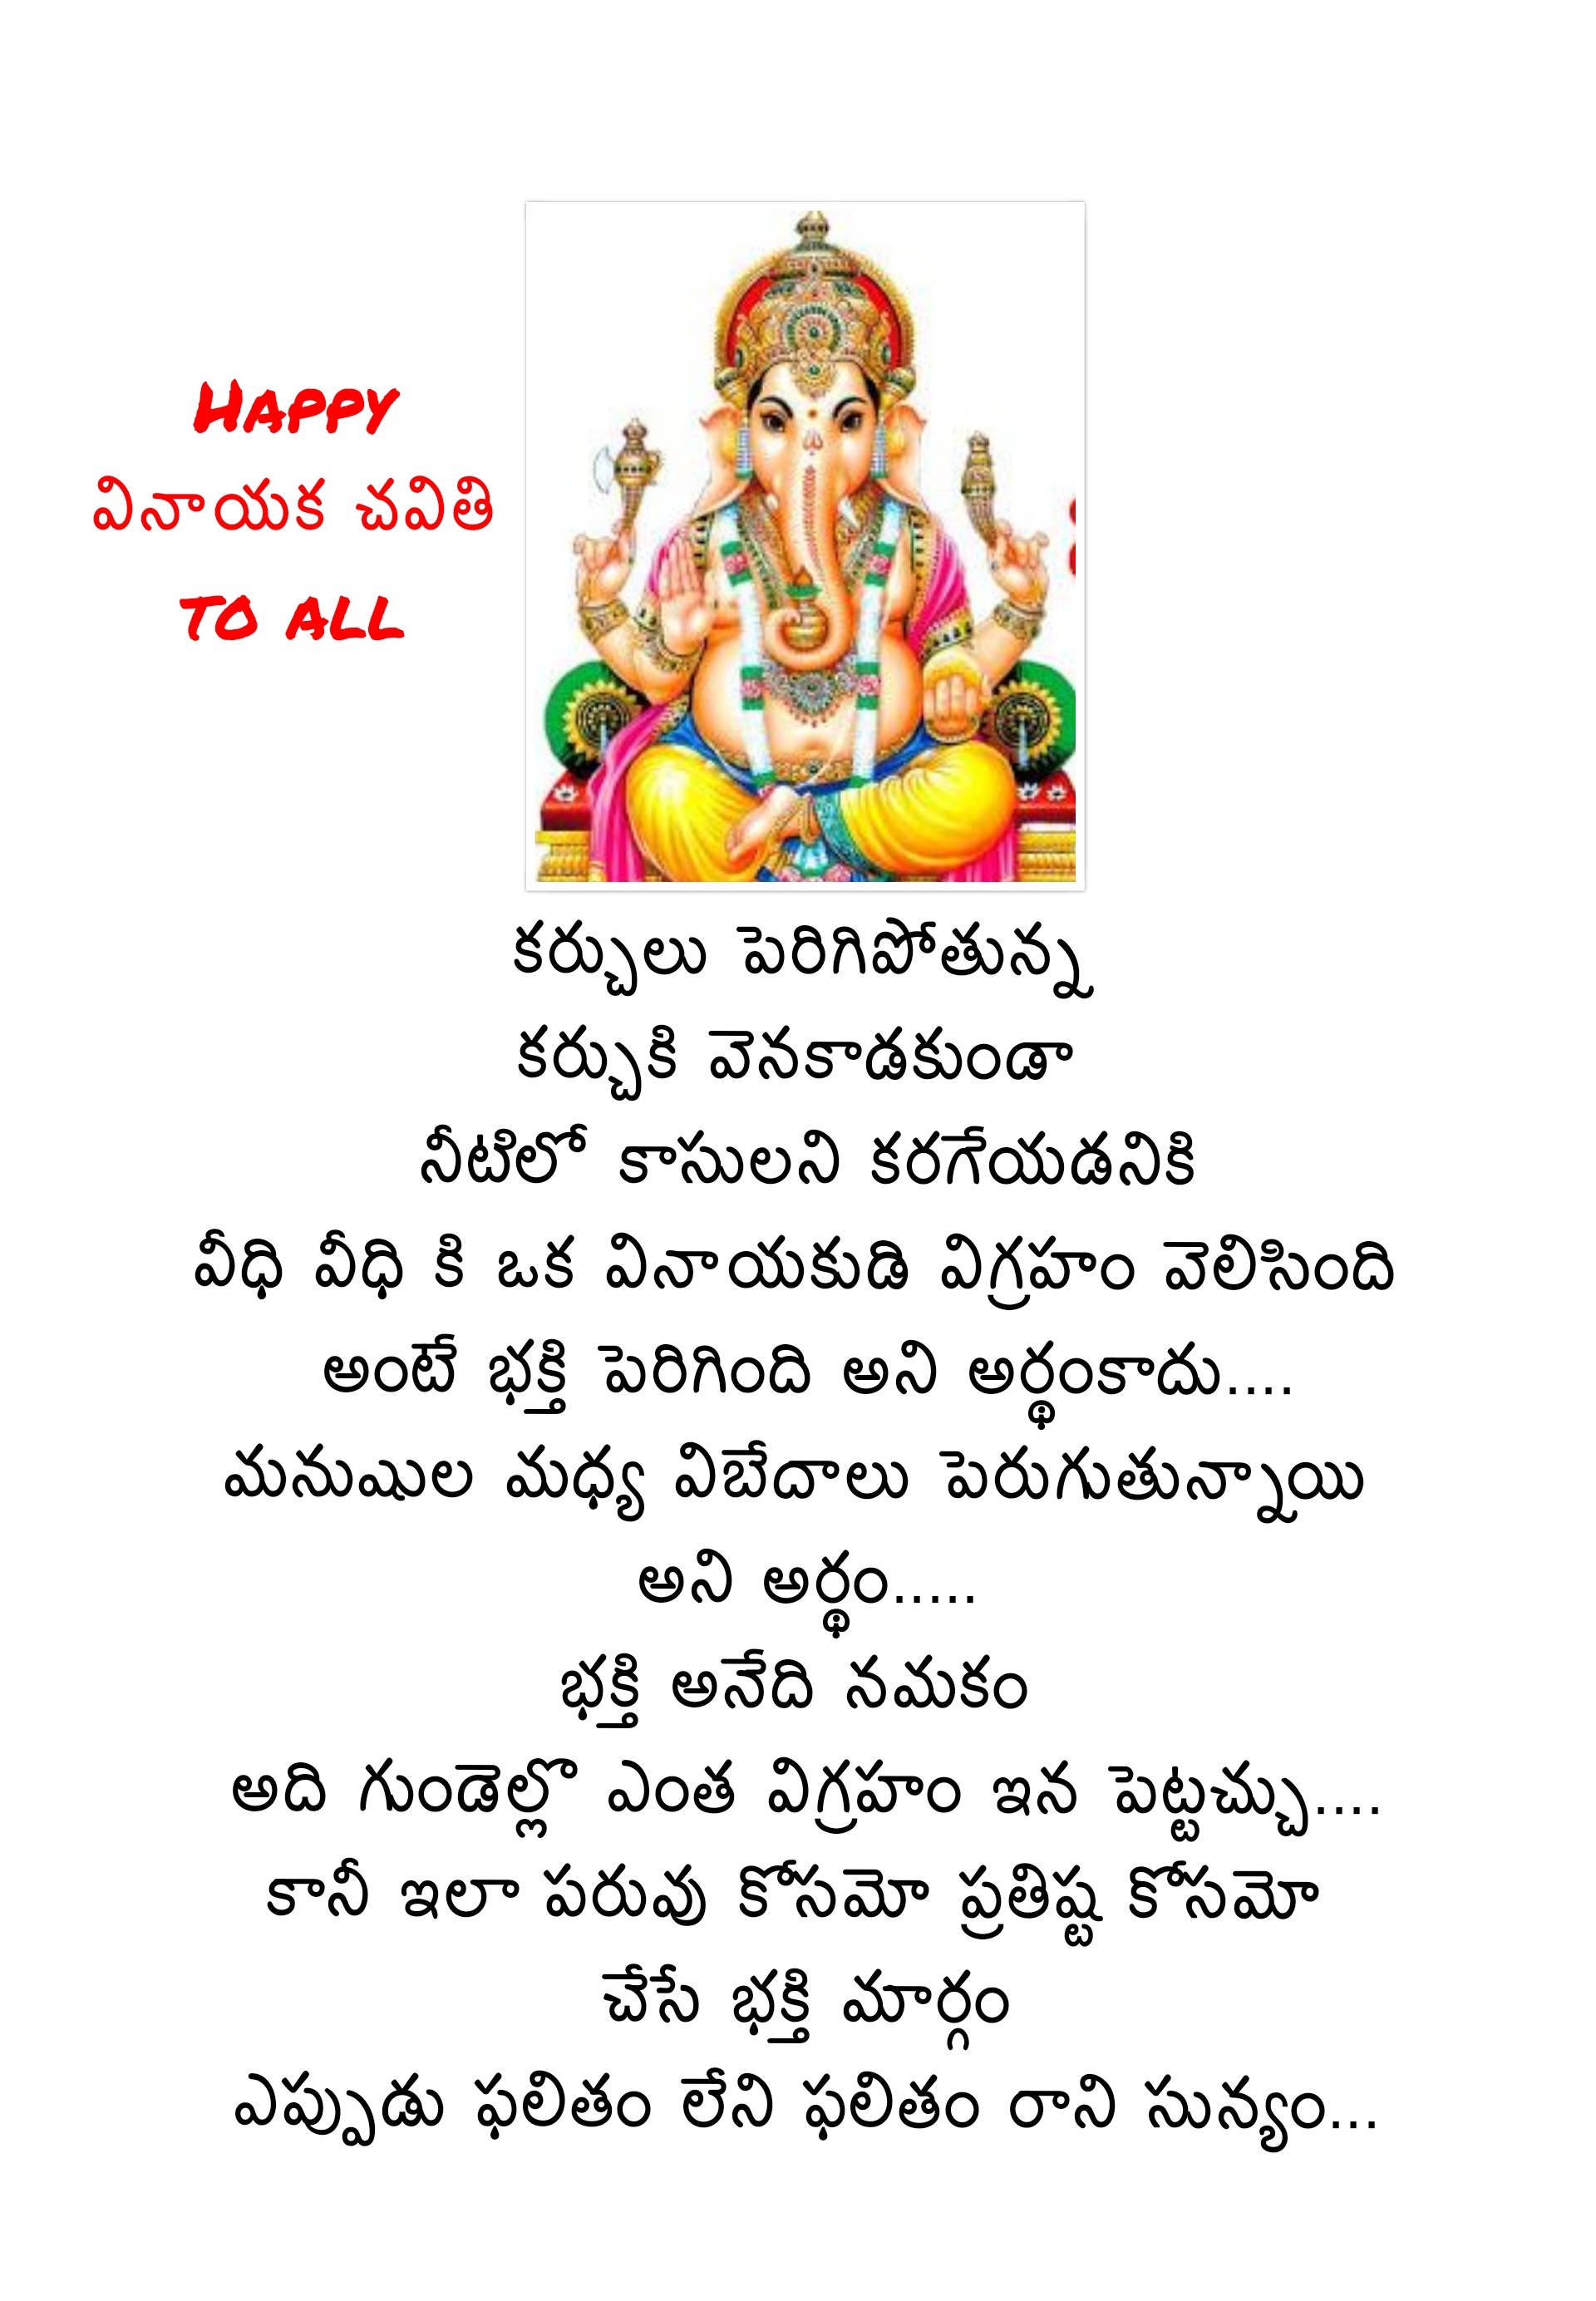 Happy
వినాయక చవితి
to all
కర్చులు పెరిగిపోతున్న
కర్చుకి వెనకాడకుండా
నీటిలో కాసులని కరగేయడనికి
వీధి వీధి కి ఒక వినాయకుడి విగ్రహం వెలిసింది
అంటే భక్తి పెరిగింది అని అర్థంకాదు....
మనుషుల మధ్య విబేదాలు పెరుగుతున్నాయి
అని అర్థం.....
భక్తి అనేది నమకం
అది గుండెల్లొ ఎంత విగ్రహం ఇన పెట్టచ్చు....
కానీ ఇలా పరువు కోసమో ప్రతిష్ట కోసమో
చేసే భక్తి మార్గం
ఎప్పుడు ఫలితం లేని ఫలితం రాని సున్యం...